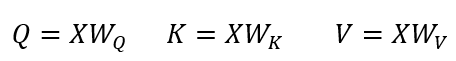 Q = XW_Q K = XW_K V = XW_V